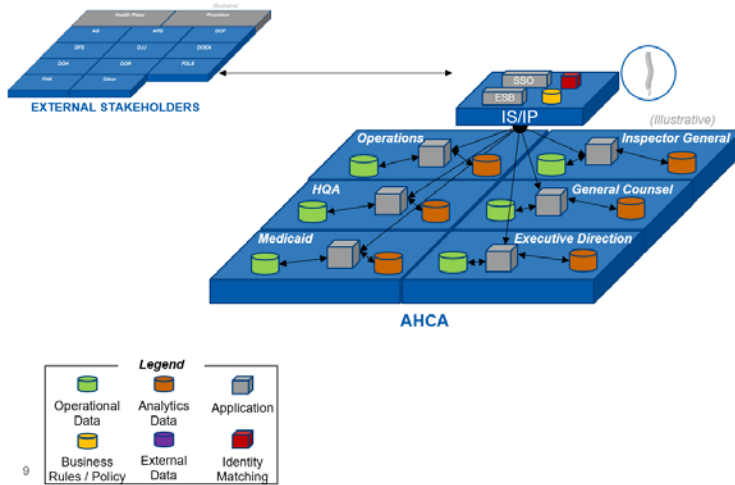 Illustrative
Health Plans Providers
AG APD DCF
DFS DJJ DOEA
DOH DOR FDLE
FHK Other
EXTERNAL STAKEHOLDERS
SSO
ESB
IS/IP
(Illustrative)
Operations Inspector General
HQA General Counsel
Medicaid Executive Direction
AHCA
Legend
Operational Data Analytics Data Application
Business Rules / Policy External Data Identity Matching
9